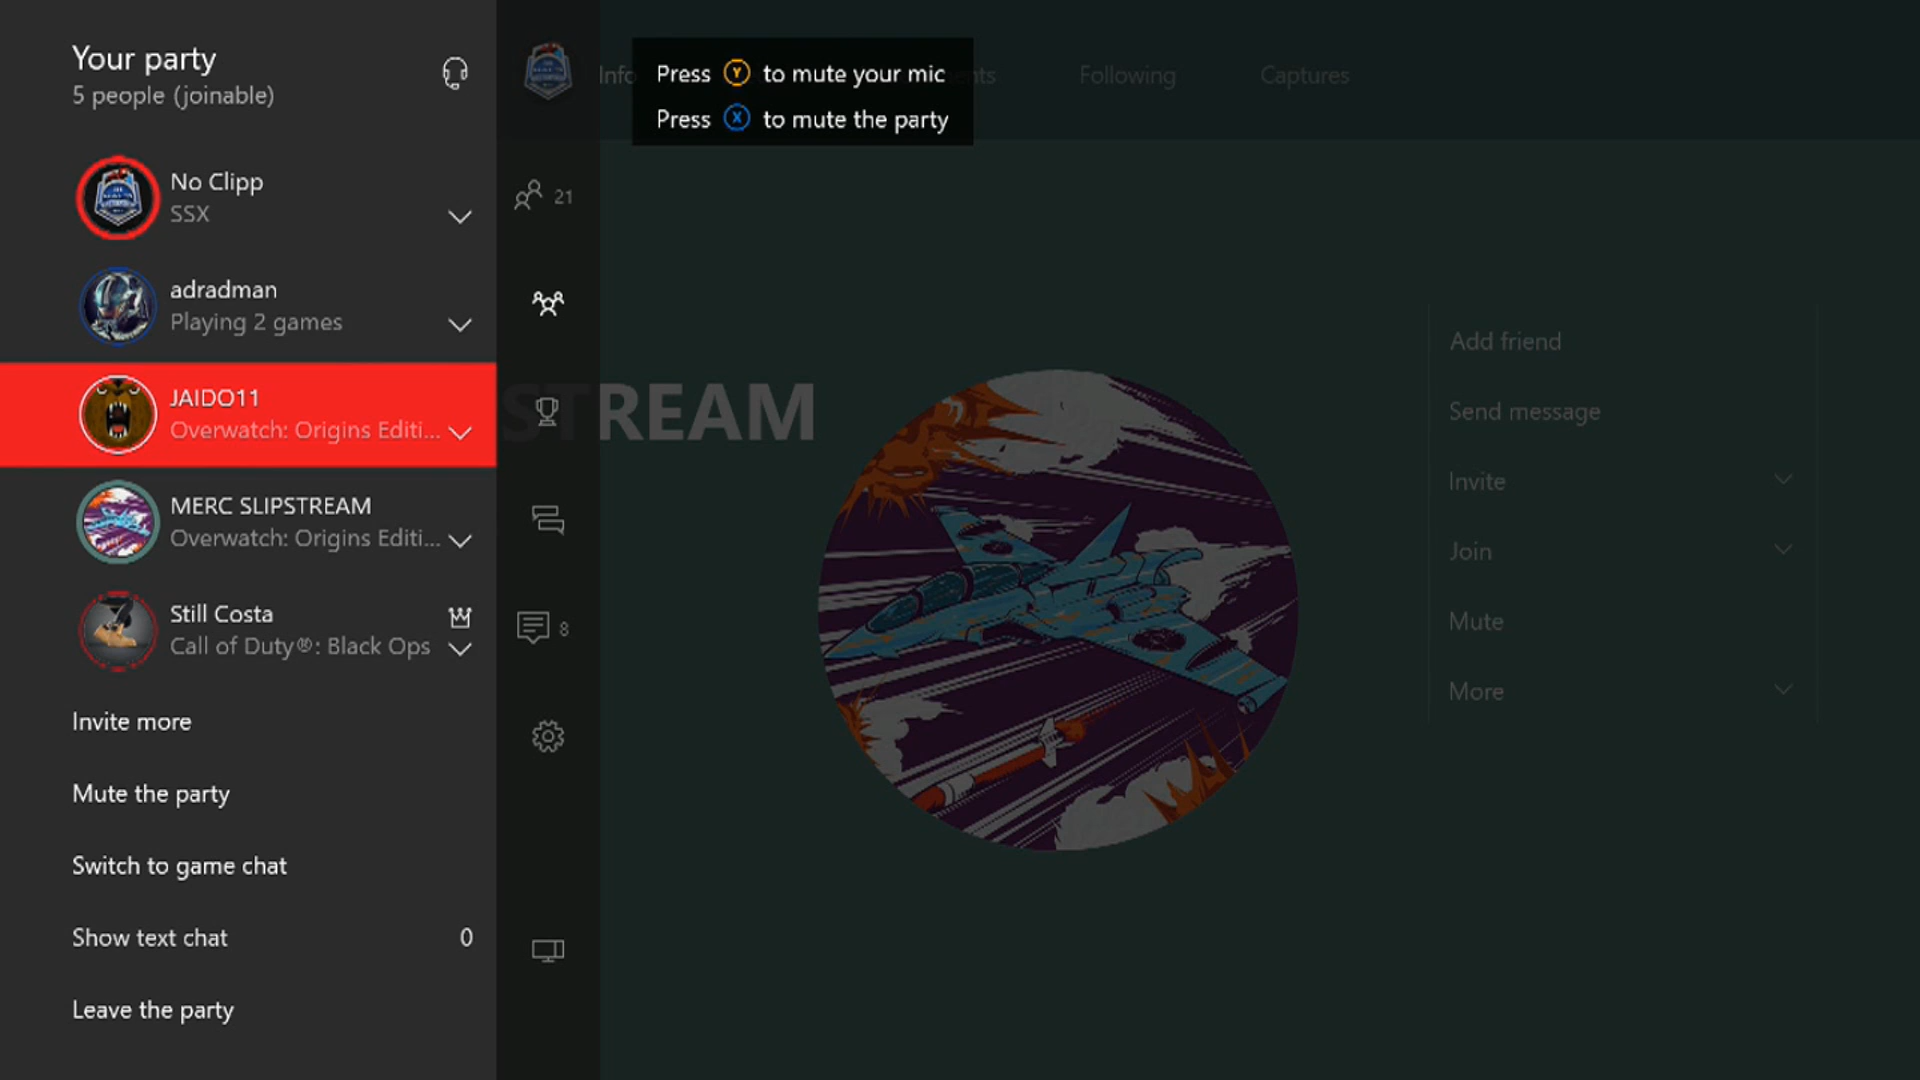 Your party
5 people (joinable)
No Clipp
SSX
adradman
Playing 2 games
JAIDO11
Overwatch: Origins Editi...
MERC SLIPSTREAM
Overwatch: Origins Editi...
Still Costa
Call of Duty®: Black Ops
Invite more
Mute the party
Switch to game chat
Show text chat 0
Leave the party
21
8
Press Y to mute your mic
Press X to mute the party
Info
nts
Following
Captures
STREAM
Add friend
Send message
Invite
Join
Mute
More